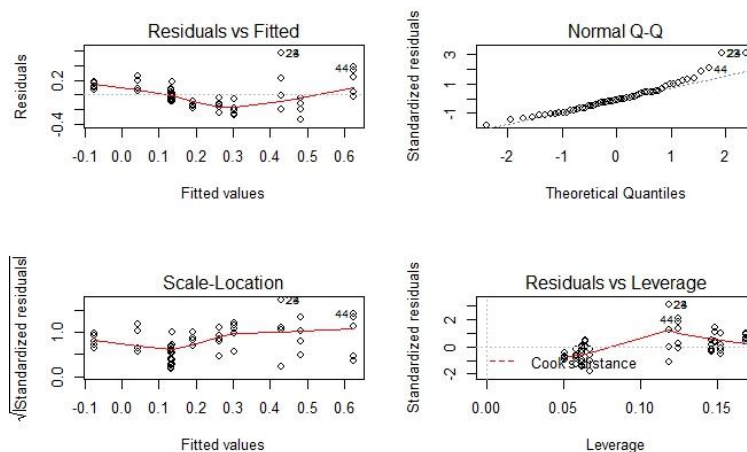 Residuals vs Fitted
Residuals
0.2
-0.4
44
-0.1 0.0 0.1 0.2 0.3 0.4 0.5 0.6
Fitted values
Normal Q-Q
Standardized residuals
3
1
-1
44
-2 -1 0 1 2
Theoretical Quantiles
Scale-Location
√|Standardized residuals|
1.0
0.0
44
-0.1 0.0 0.1 0.2 0.3 0.4 0.5 0.6
Fitted values
Residuals vs Leverage
Standardized residuals
2
0
-2
44
Cook's distance
0.00 0.05 0.10 0.15
Leverage